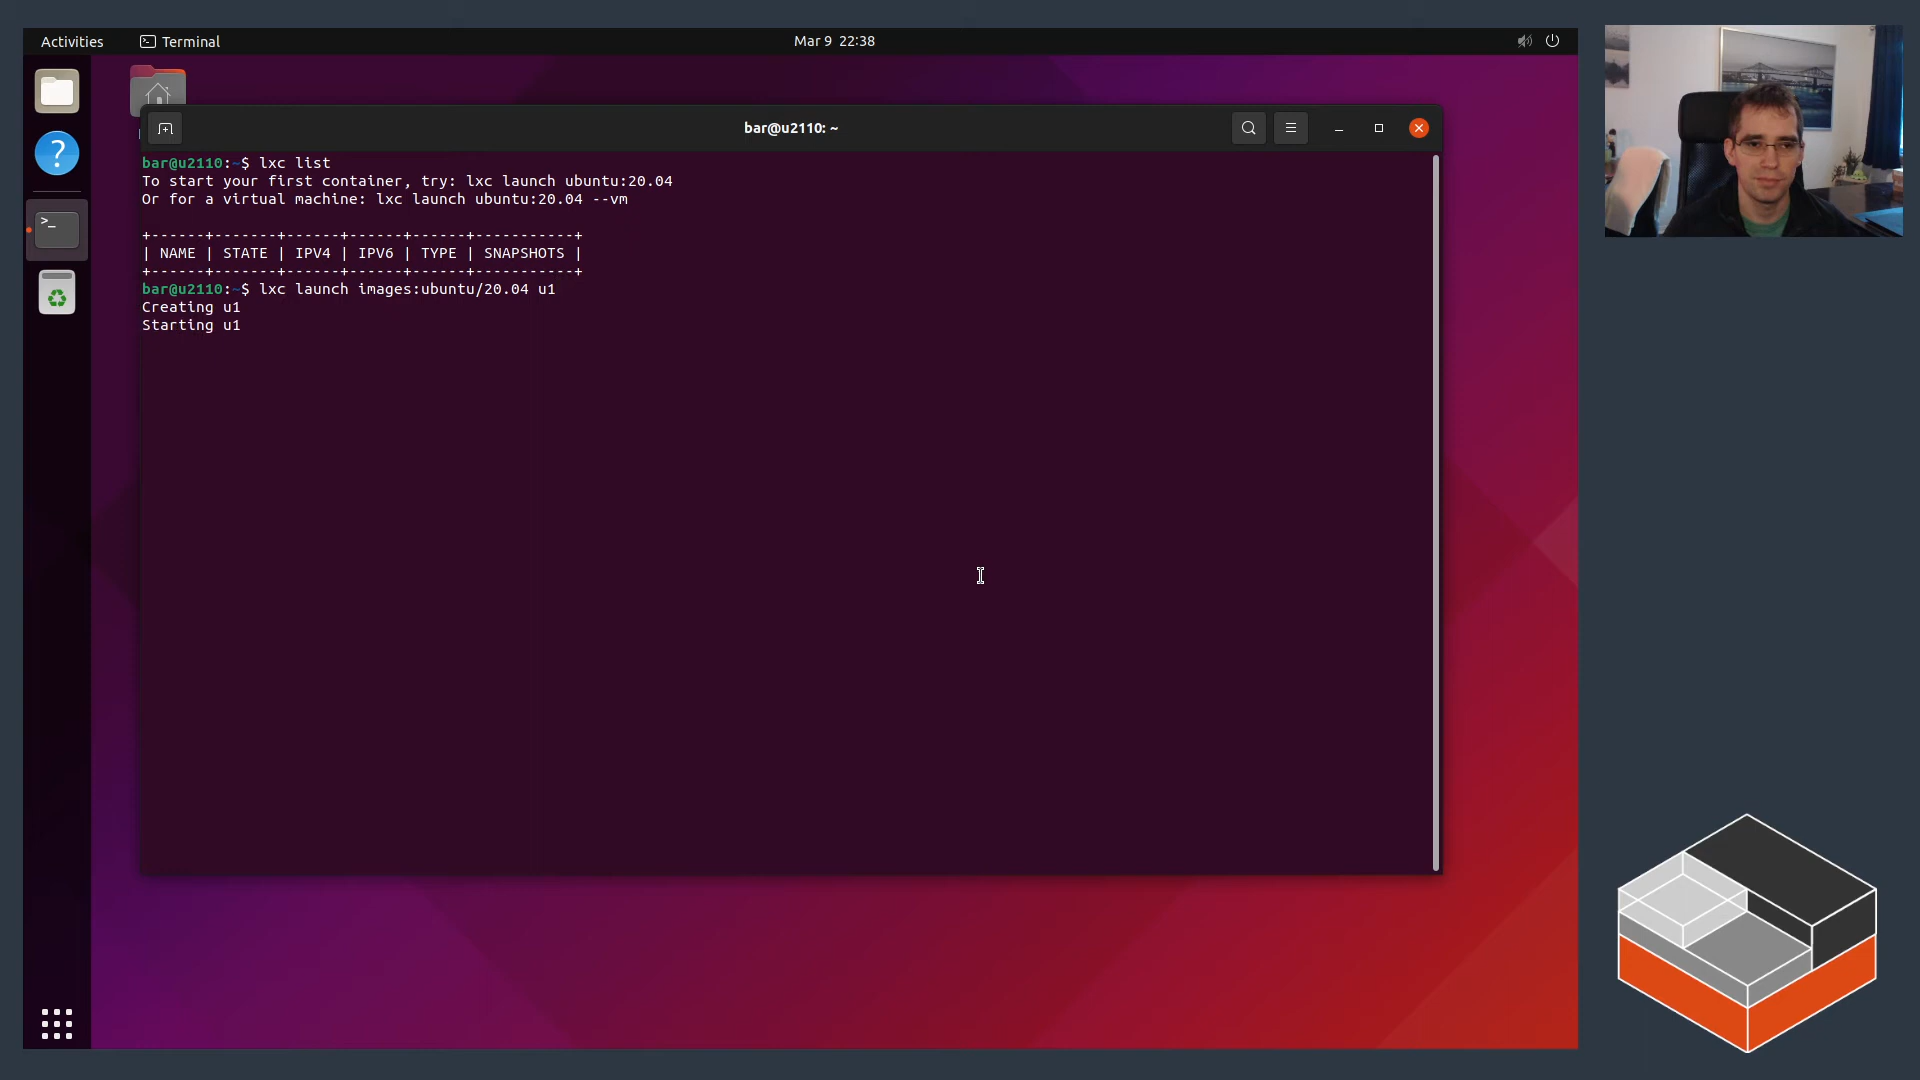 Activities Terminal Mar 9 22:38
bar@u2110: ~
bar@u2110:~$ lxc list
To start your first container, try: lxc launch ubuntu:20.04
Or for a virtual machine: lxc launch ubuntu:20.04 --vm
+------+-------+------+------+------+-----------+
| NAME | STATE | IPV4 | IPV6 | TYPE | SNAPSHOTS |
+------+-------+------+------+------+-----------+
bar@u2110:~$ lxc launch images:ubuntu/20.04 u1
Creating u1
Starting u1